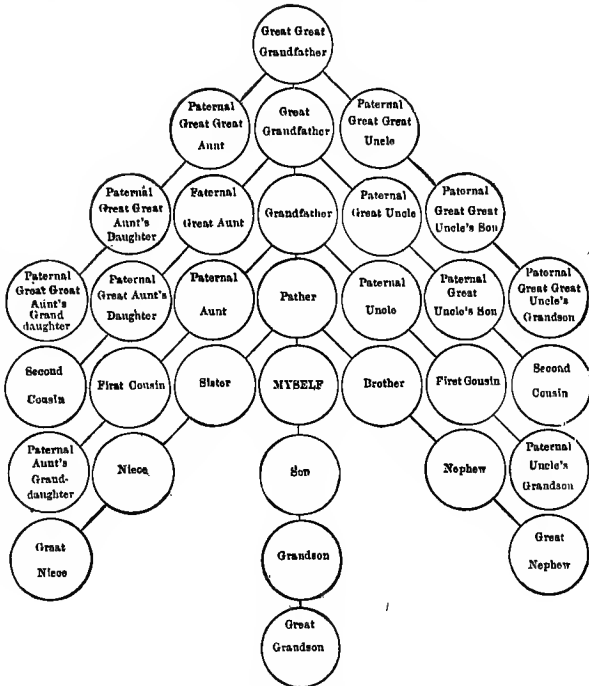 Great Great
Grandfather
Paternal
Great Great
Aunt
Great
Grandfather
Paternal
Great Great
Uncle
Paternal
Great Great
Aunt's
Daughter
Paternal
Great Aunt
Grandfather
Paternal
Great Uncle
Paternal
Great Great
Uncle's Son
Paternal
Great Great
Aunt's
Grand
daughter
Paternal
Great Aunt's
Daughter
Paternal
Aunt
Father
Paternal
Uncle
Paternal
Great
Uncle's Son
Paternal
Great Great
Uncle's
Grandson
Second
Cousin
First Cousin
Sister
MYSELF
Brother
First Cousin
Second
Cousin
Paternal
Aunt's
Grand-
daughter
Niece
Son
Nephew
Paternal
Uncle's
Grandson
Great
Niece
Grandson
Great
Nephew
Great
Grandson